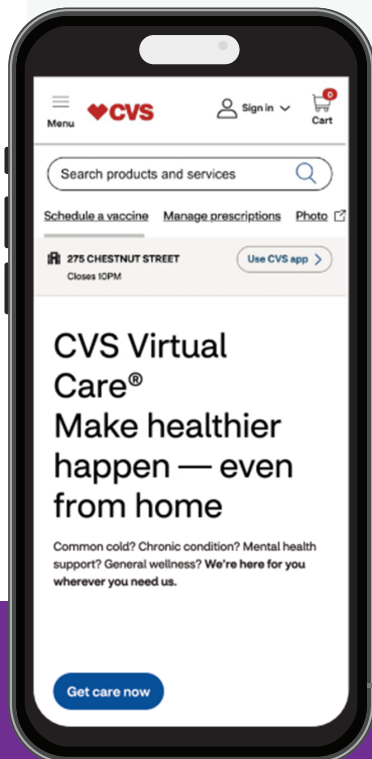 Menu
CVS
Sign in
0
Cart
Search products and services
Schedule a vaccine Manage prescriptions Photo
275 CHESTNUT STREET
Closes 10PM
Use CVS app
CVS Virtual
Care®
Make healthier
happen — even
from home
Common cold? Chronic condition? Mental health
support? General wellness? We're here for you
wherever you need us.
Get care now